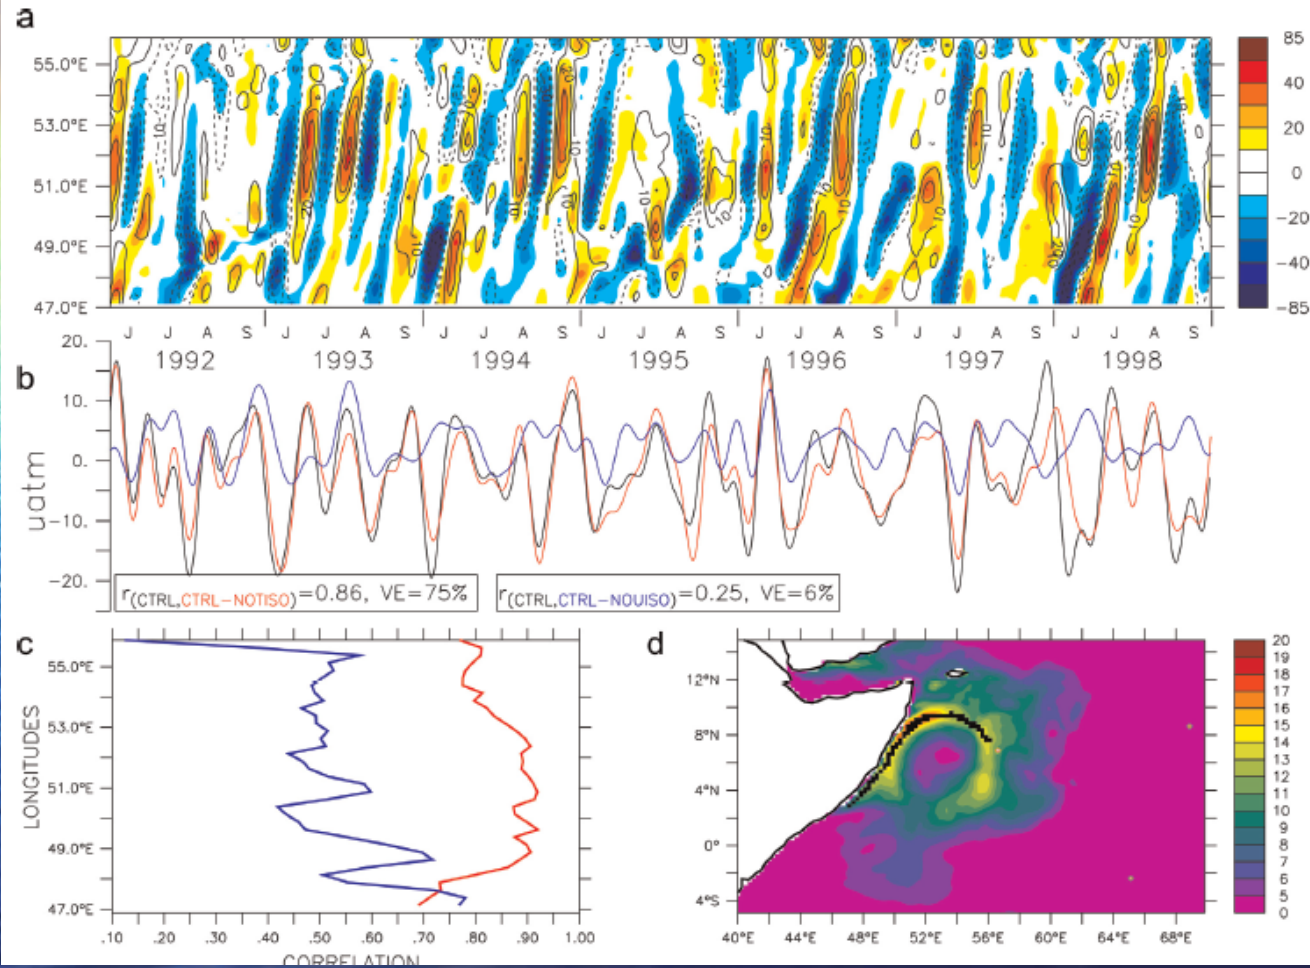 a
55.0°E
53.0°E
51.0°E
49.0°E
47.0°E
85
40
20
0
-20
-40
-85
J J A S J J A S J J A S J J A S J J A S J J A S J J A S
1992 1993 1994 1995 1996 1997 1998
b
20.
10.
0.
-10.
-20.
uatm
r(CTRL,CTRL-NOTISO)=0.86, VE=75%
r(CTRL,CTRL-NOUISO)=0.25, VE=6%
c
55.0°E
53.0°E
51.0°E
49.0°E
47.0°E
LONGITUDES
.10 .20 .30 .40 .50 .60 .70 .80 .90 1.00
CORRELATION
d
12°N
8°N
4°N
0°
4°S
40°E 44°E 48°E 52°E 56°E 60°E 64°E 68°E
20
19
18
17
16
15
14
13
12
11
10
9
8
7
6
5
0